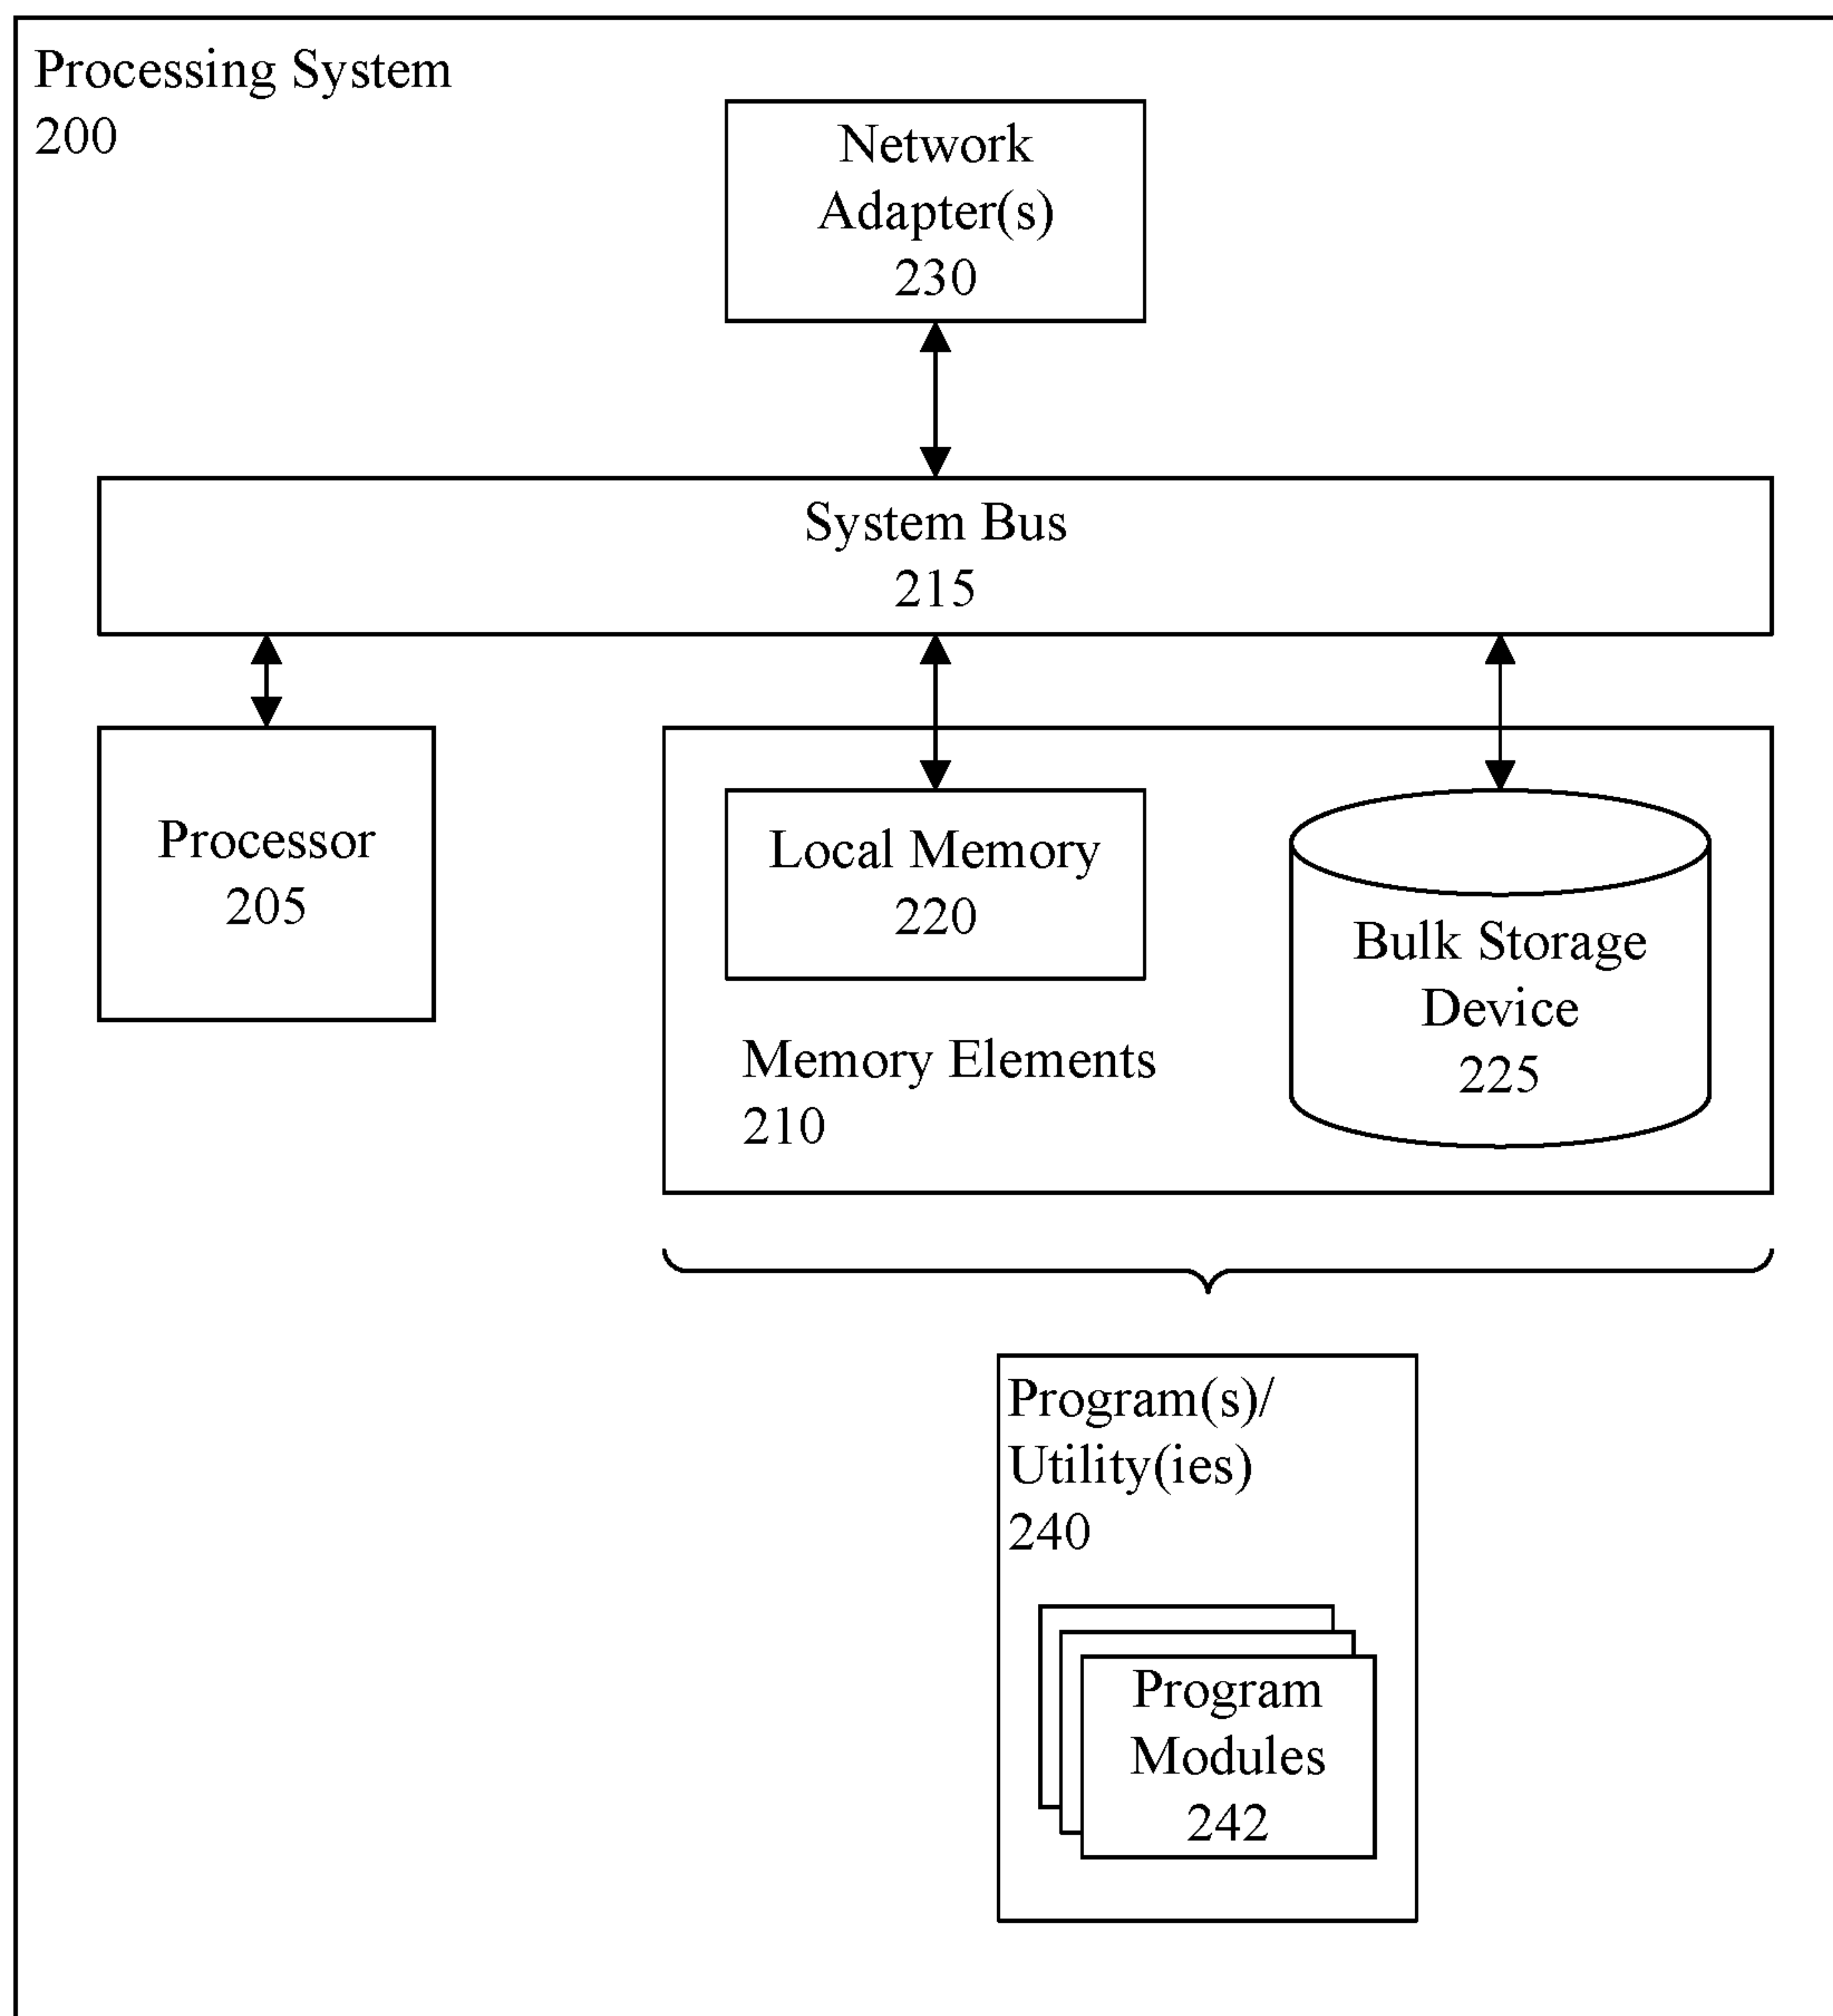 Processing System
200
Network
Adapter(s)
230
System Bus
215
Processor
205
Local Memory
220
Memory Elements
210
Bulk Storage
Device
225
Program(s)/
Utility(ies)
240
Program
Modules
242